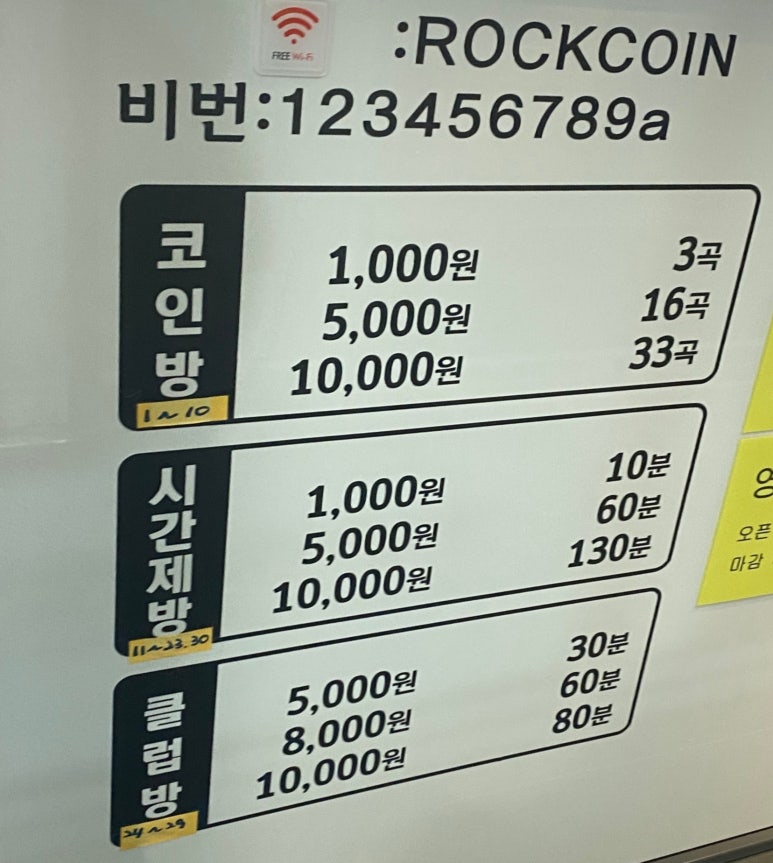 FREE Wi-Fi
:ROCKCOIN
비번:123456789a
코인방
1~10
1,000원 3곡
5,000원 16곡
10,000원 33곡
시간제방
11~23.30
1,000원 10분
5,000원 60분
10,000원 130분
클럽방
24~29
5,000원 30분
8,000원 60분
10,000원 80분
오픈
마감